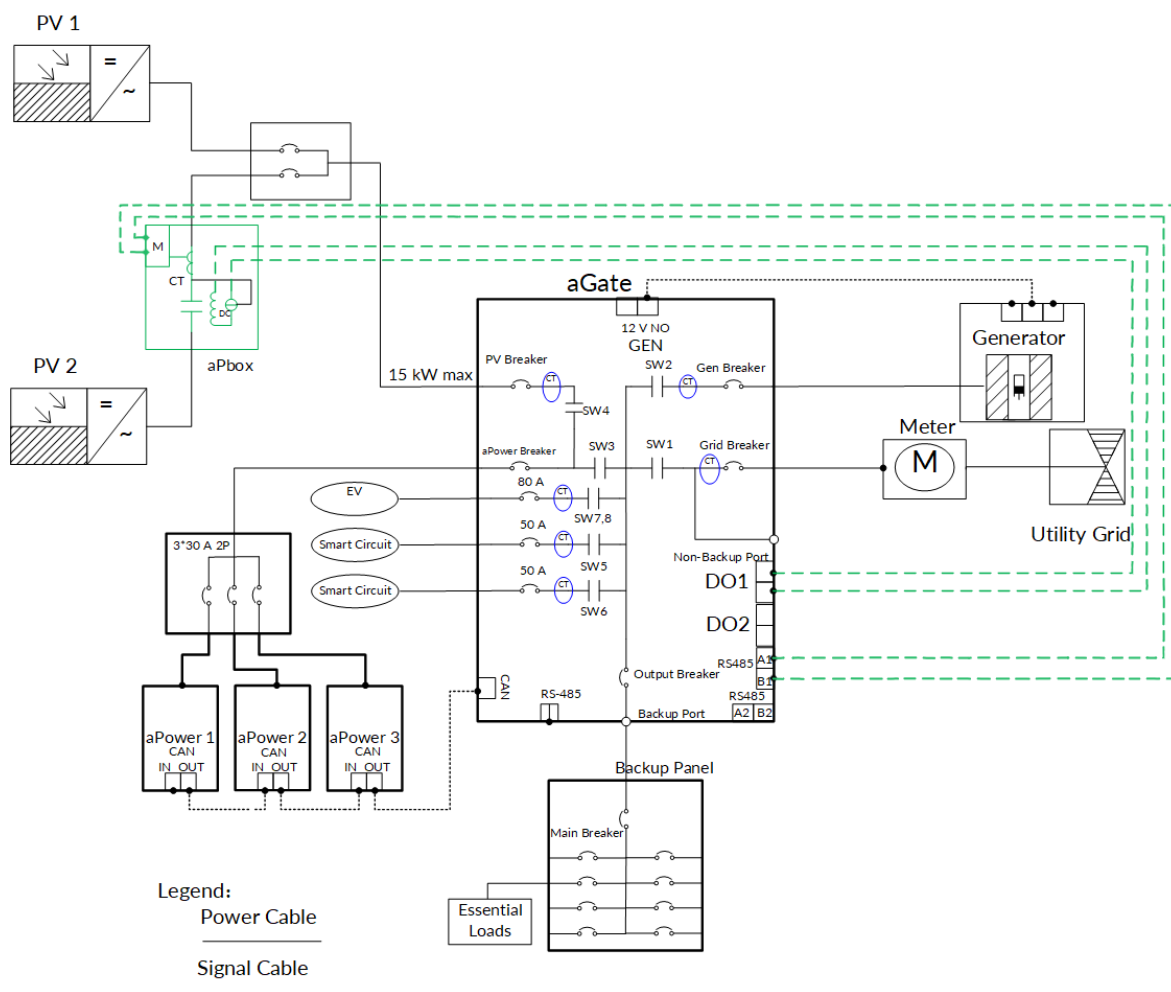 PV 1
=
~
M
CT
DC
aPbox
PV 2
=
~
15 kW max
aGate
12 V NO
GEN
PV Breaker
CT
SW4
SW2
CT
Gen Breaker
aPower Breaker
SW3
SW1
Grid Breaker
CT
Generator
Meter
M
Utility Grid
EV
80 A
CT
SW7,8
Smart Circuit
50 A
CT
SW5
Smart Circuit
50 A
CT
SW6
Non-Backup Port
DO1
DO2
RS485
A1
B1
RS485
A2
B2
Output Breaker
Backup Port
CAN
RS-485
3*30 A 2P
aPower 1
CAN
IN OUT
aPower 2
CAN
IN OUT
aPower 3
CAN
IN OUT
Backup Panel
Main Breaker
Essential
Loads
Legend：
Power Cable
Signal Cable